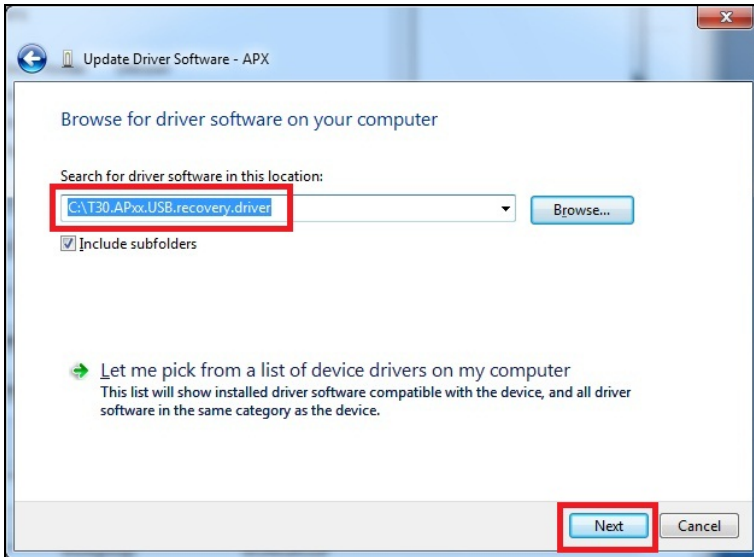 Update Driver Software - APX
Browse for driver software on your computer
Search for driver software in this location:
C:\T30.APxx.USB.recovery.driver
Browse...
Include subfolders
Let me pick from a list of device drivers on my computer
This list will show installed driver software compatible with the device, and all driver
software in the same category as the device.
Next
Cancel